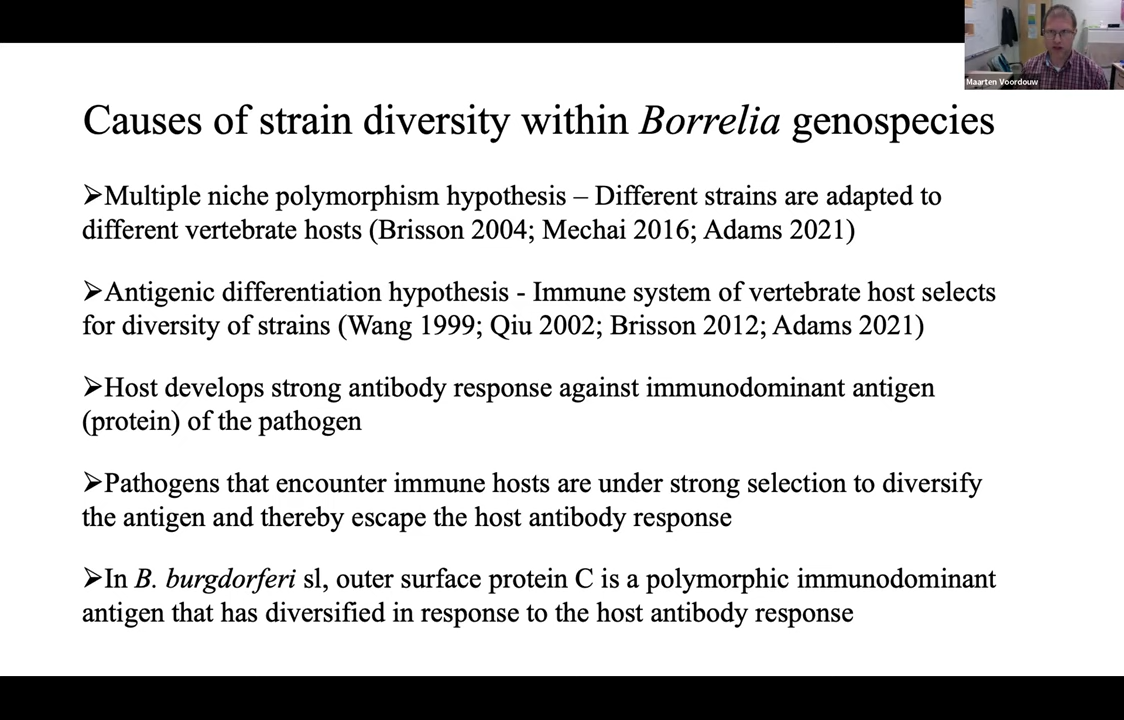 Maarten Voordouw
Causes of strain diversity within Borrelia genospecies
➢Multiple niche polymorphism hypothesis – Different strains are adapted to
different vertebrate hosts (Brisson 2004; Mechai 2016; Adams 2021)
➢Antigenic differentiation hypothesis - Immune system of vertebrate host selects
for diversity of strains (Wang 1999; Qiu 2002; Brisson 2012; Adams 2021)
➢Host develops strong antibody response against immunodominant antigen
(protein) of the pathogen
➢Pathogens that encounter immune hosts are under strong selection to diversify
the antigen and thereby escape the host antibody response
➢In B. burgdorferi sl, outer surface protein C is a polymorphic immunodominant
antigen that has diversified in response to the host antibody response